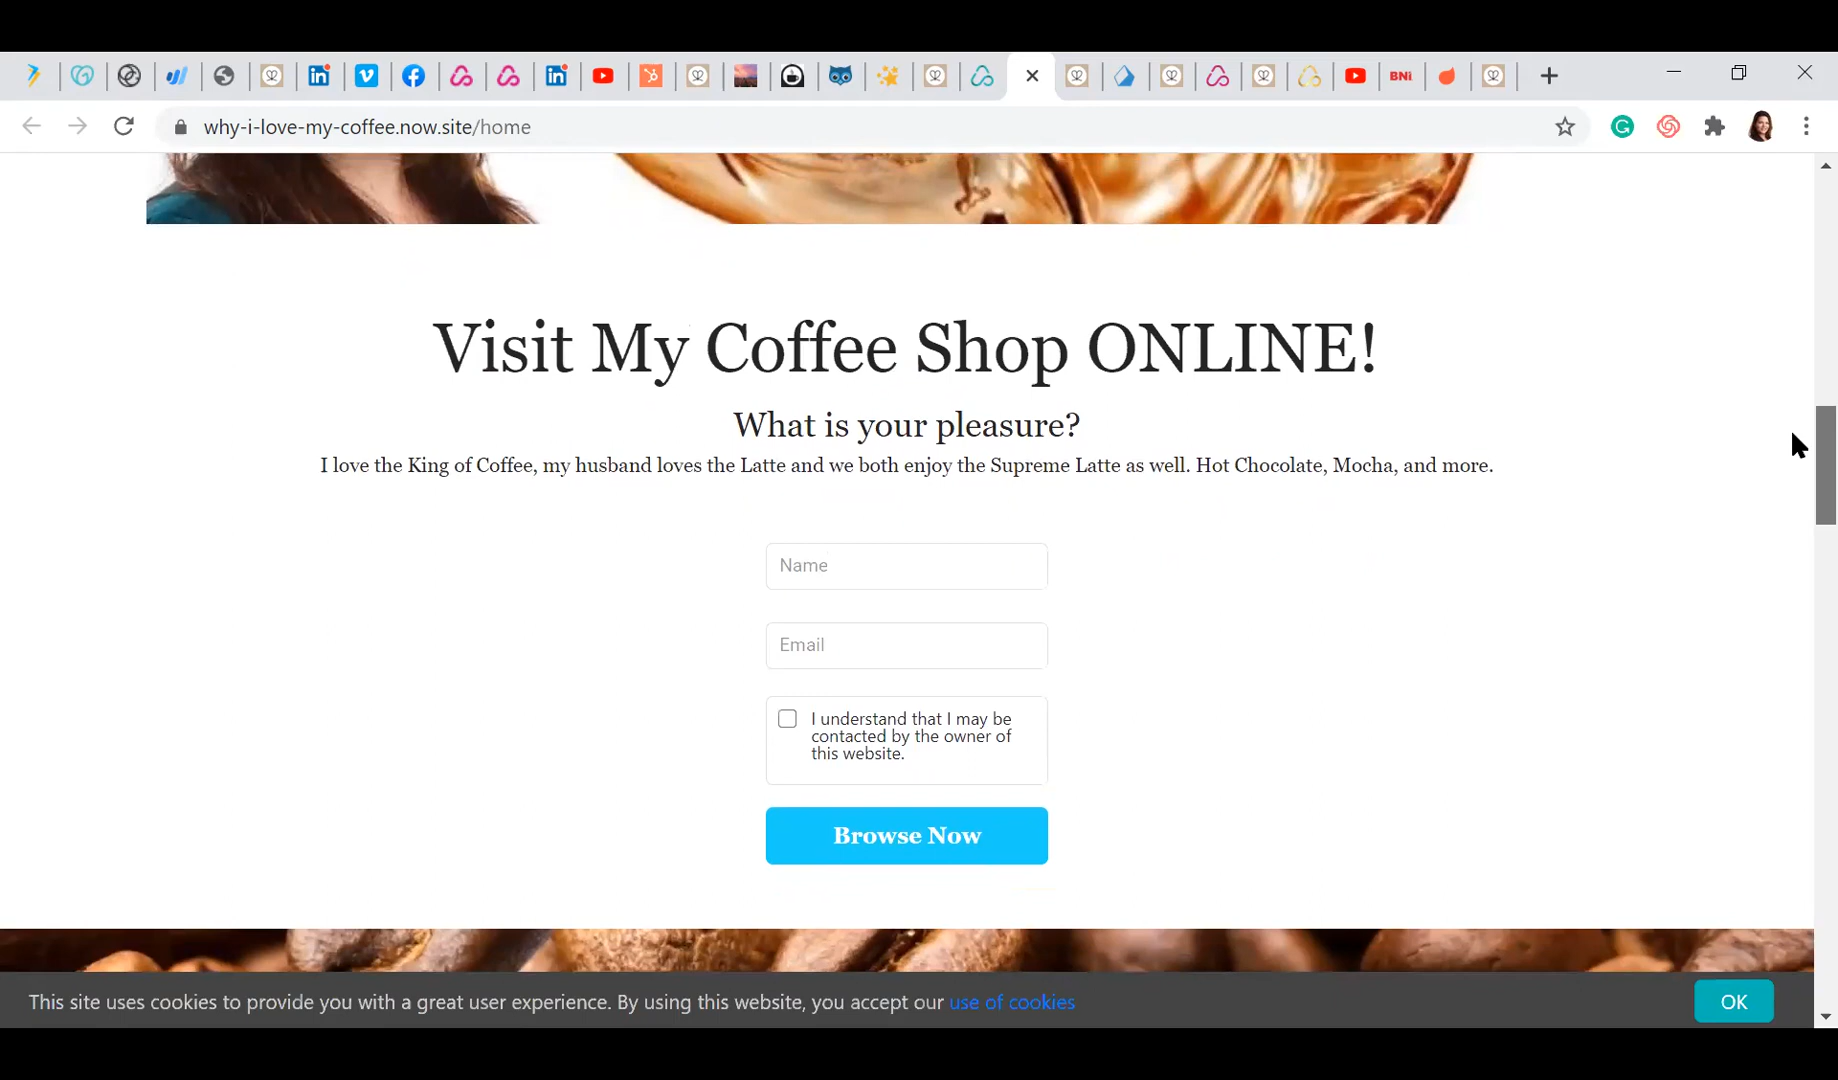 BNi
why-i-love-my-coffee.now.site/home
Visit My Coffee Shop ONLINE!
What is your pleasure?
I love the King of Coffee, my husband loves the Latte and we both enjoy the Supreme Latte as well. Hot Chocolate, Mocha, and more.
Name
Email
I understand that I may be
contacted by the owner of
this website.
Browse Now
This site uses cookies to provide you with a great user experience. By using this website, you accept our use of cookies
OK